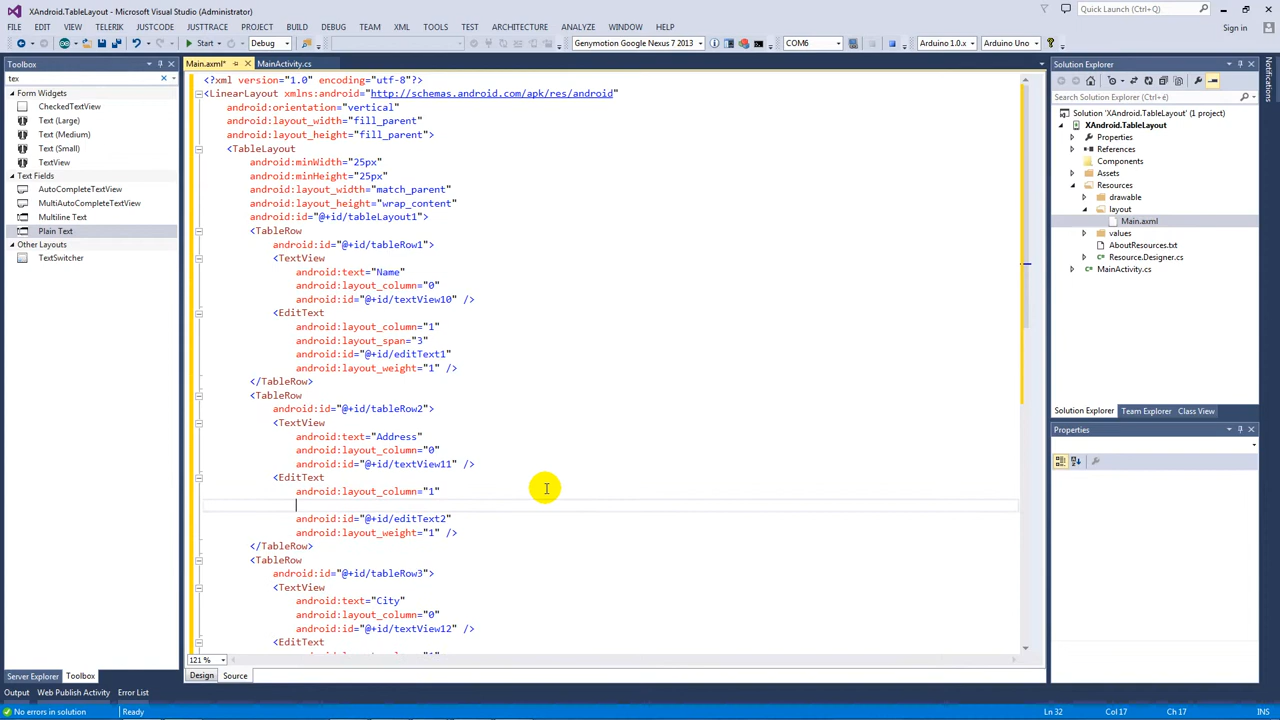 XAndroid.TableLayout - Microsoft Visual Studio (Administrator)
Quick Launch (Ctrl+Q)
FILE EDIT VIEW TELERIK JUSTCODE JUSTTRACE PROJECT BUILD DEBUG TEAM XML TOOLS TEST ARCHITECTURE ANALYZE WINDOW HELP
Sign in
Start Debug Genymotion Google Nexus 7 2013 COM6 Arduino 1.0.x Arduino Uno
Toolbox
tex
Form Widgets
CheckedTextView
Text (Large)
Text (Medium)
Text (Small)
TextView
Text Fields
AutoCompleteTextView
MultiAutoCompleteTextView
Multiline Text
Plain Text
Other Layouts
TextSwitcher
Server Explorer Toolbox
Main.axml* MainActivity.cs
<?xml version="1.0" encoding="utf-8"?>
<LinearLayout xmlns:android="http://schemas.android.com/apk/res/android"
android:orientation="vertical"
android:layout_width="fill_parent"
android:layout_height="fill_parent">
<TableLayout
android:minWidth="25px"
android:minHeight="25px"
android:layout_width="match_parent"
android:layout_height="wrap_content"
android:id="@+id/tableLayout1">
<TableRow
android:id="@+id/tableRow1">
<TextView
android:text="Name"
android:layout_column="0"
android:id="@+id/textView10" />
<EditText
android:layout_column="1"
android:layout_span="3"
android:id="@+id/editText1"
android:layout_weight="1" />
</TableRow>
<TableRow
android:id="@+id/tableRow2">
<TextView
android:text="Address"
android:layout_column="0"
android:id="@+id/textView11" />
<EditText
android:layout_column="1"
android:id="@+id/editText2"
android:layout_weight="1" />
</TableRow>
<TableRow
android:id="@+id/tableRow3">
<TextView
android:text="City"
android:layout_column="0"
android:id="@+id/textView12" />
<EditText
121 %
Design Source
Solution Explorer
Search Solution Explorer (Ctrl+è)
Solution 'XAndroid.TableLayout' (1 project)
XAndroid.TableLayout
Properties
References
Components
Assets
Resources
drawable
layout
Main.axml
values
AboutResources.txt
Resource.Designer.cs
MainActivity.cs
Solution Explorer Team Explorer Class View
Properties
Notifications
Output Web Publish Activity Error List
No errors in solution Ready Ln 32 Col 17 Ch 17 INS